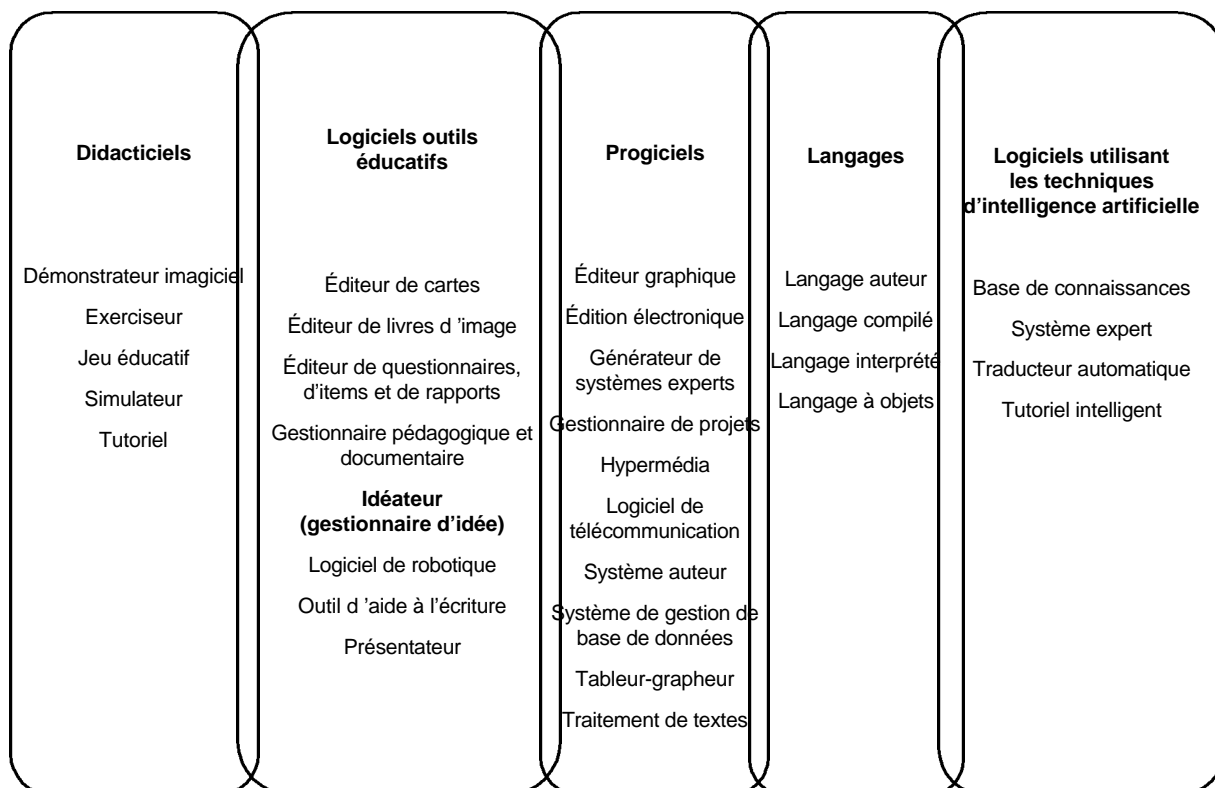 Didacticiels
Démonstrateur imagiciel
Exerciseur
Jeu éducatif
Simulateur
Tutoriel
Logiciels outils
éducatifs
Éditeur de cartes
Éditeur de livres d ’image
Éditeur de questionnaires,
d’items et de rapports
Gestionnaire pédagogique et
documentaire
Idéateur
(gestionnaire d’idée)
Logiciel de robotique
Outil d ’aide à l’écriture
Présentateur
Progiciels
Éditeur graphique
Édition électronique
Générateur de
systèmes experts
Gestionnaire de projets
Hypermédia
Logiciel de
télécommunication
Système auteur
Système de gestion de
base de données
Tableur-grapheur
Traitement de textes
Langages
Langage auteur
Langage compilé
Langage interprété
Langage à objets
Logiciels utilisant
les techniques
d’intelligence artificielle
Base de connaissances
Système expert
Traducteur automatique
Tutoriel intelligent